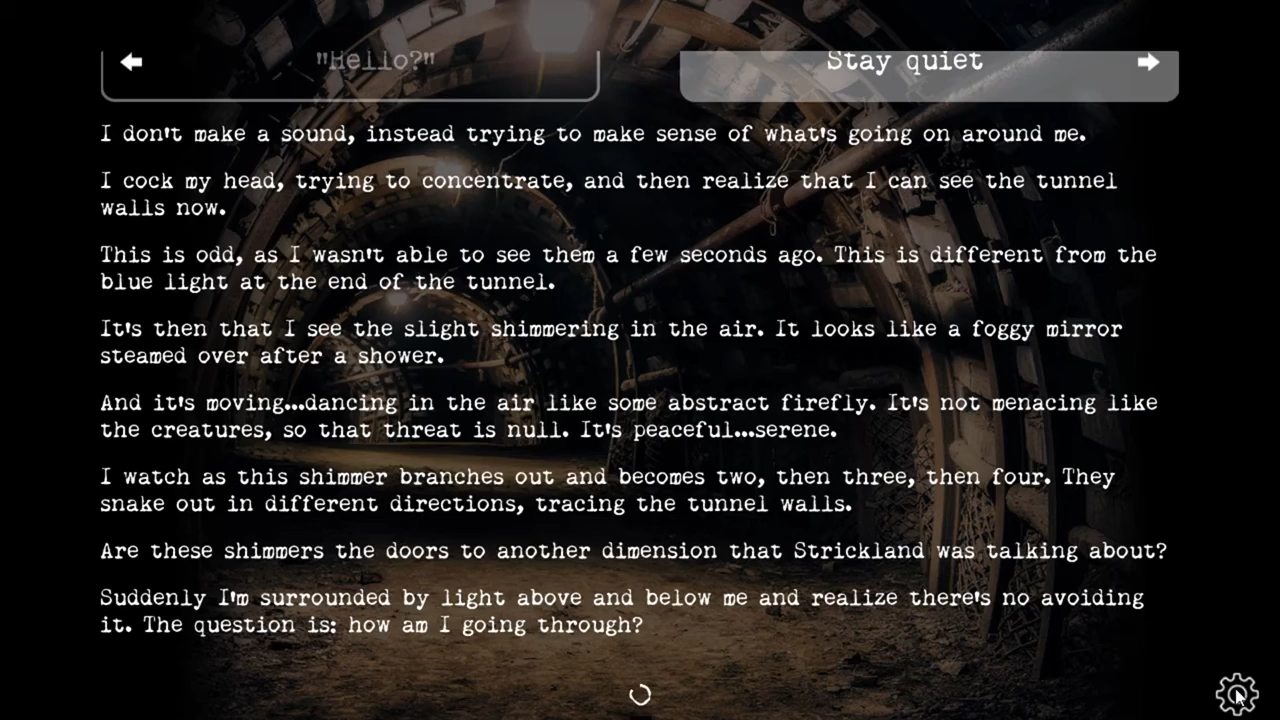 "Hello?"
Stay quiet
I don't make a sound, instead trying to make sense of what's going on around me.
I cock my head, trying to concentrate, and then realize that I can see the tunnel
walls now.
This is odd, as I wasn't able to see them a few seconds ago. This is different from the
blue light at the end of the tunnel.
It's then that I see the slight shimmering in the air. It looks like a foggy mirror
steamed over after a shower.
And it's moving...dancing in the air like some abstract firefly. It's not menacing like
the creatures, so that threat is null. It's peaceful...serene.
I watch as this shimmer branches out and becomes two, then three, then four. They
snake out in different directions, tracing the tunnel walls.
Are these shimmers the doors to another dimension that Strickland was talking about?
Suddenly I'm surrounded by light above and below me and realize there's no avoiding
it. The question is: how am I going through?